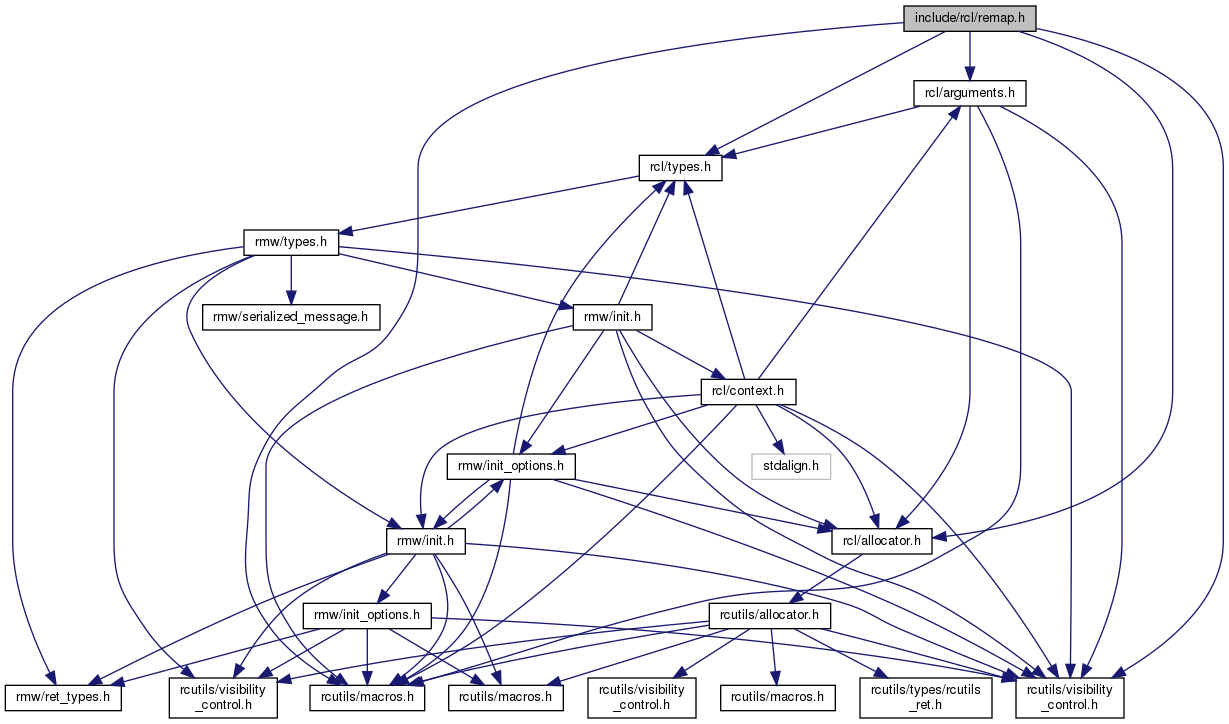 include/rcl/remap.h
rcl/arguments.h
rcl/types.h
rmw/types.h
rmw/serialized_message.h
rmw/init.h
rcl/context.h
rmw/init_options.h
stdalign.h
rmw/init.h
rcl/allocator.h
rmw/init_options.h
rcutils/allocator.h
rmw/ret_types.h
rcutils/visibility
_control.h
rcutils/macros.h
rcutils/macros.h
rcutils/visibility
_control.h
rcutils/macros.h
rcutils/types/rcutils
_ret.h
rcutils/visibility
_control.h